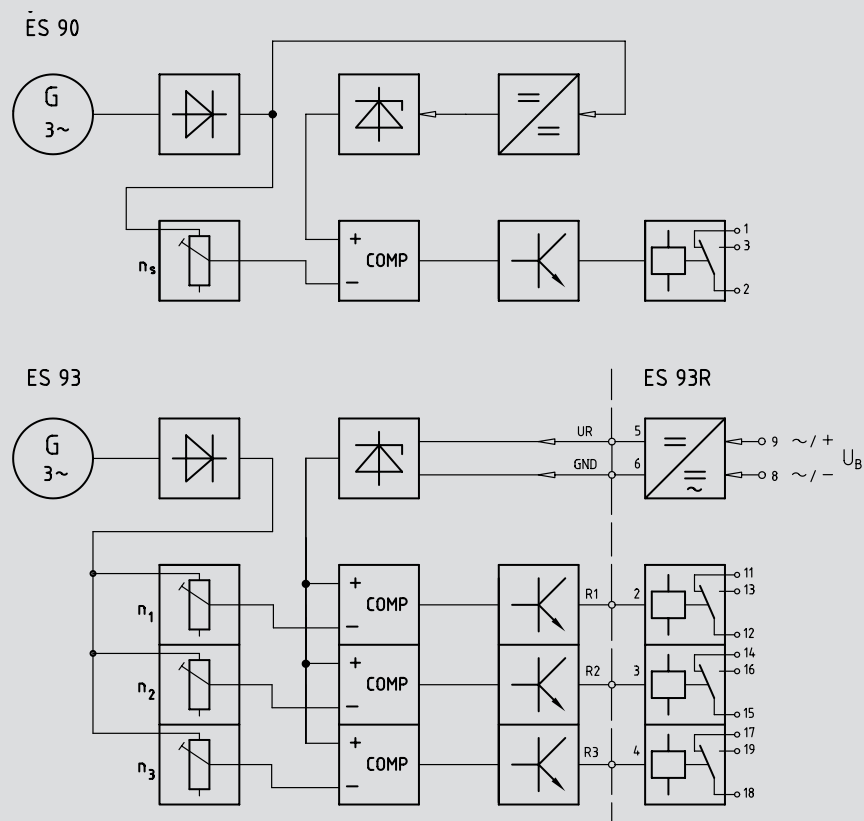 ES 90
G
3~
1
3
2
n_s
+
COMP
−
ES 93
ES 93R
G
3~
UR
5
9 ~/+
GND
6
8 ~/−
U_B
n_1
+
COMP
−
R1
2
11
13
12
n_2
+
COMP
−
R2
3
14
16
15
n_3
+
COMP
−
R3
4
17
19
18